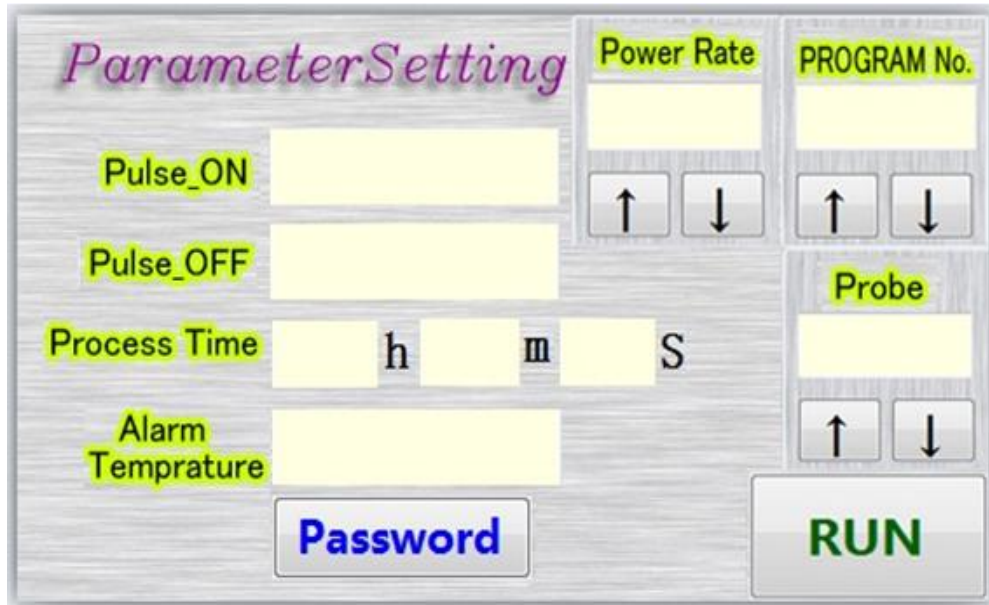 ParameterSetting
Power Rate
PROGRAM No.
Pulse_ON
↑ ↓
↑ ↓
Pulse_OFF
Probe
Process Time h m S
Alarm
Temprature
↑ ↓
Password
RUN